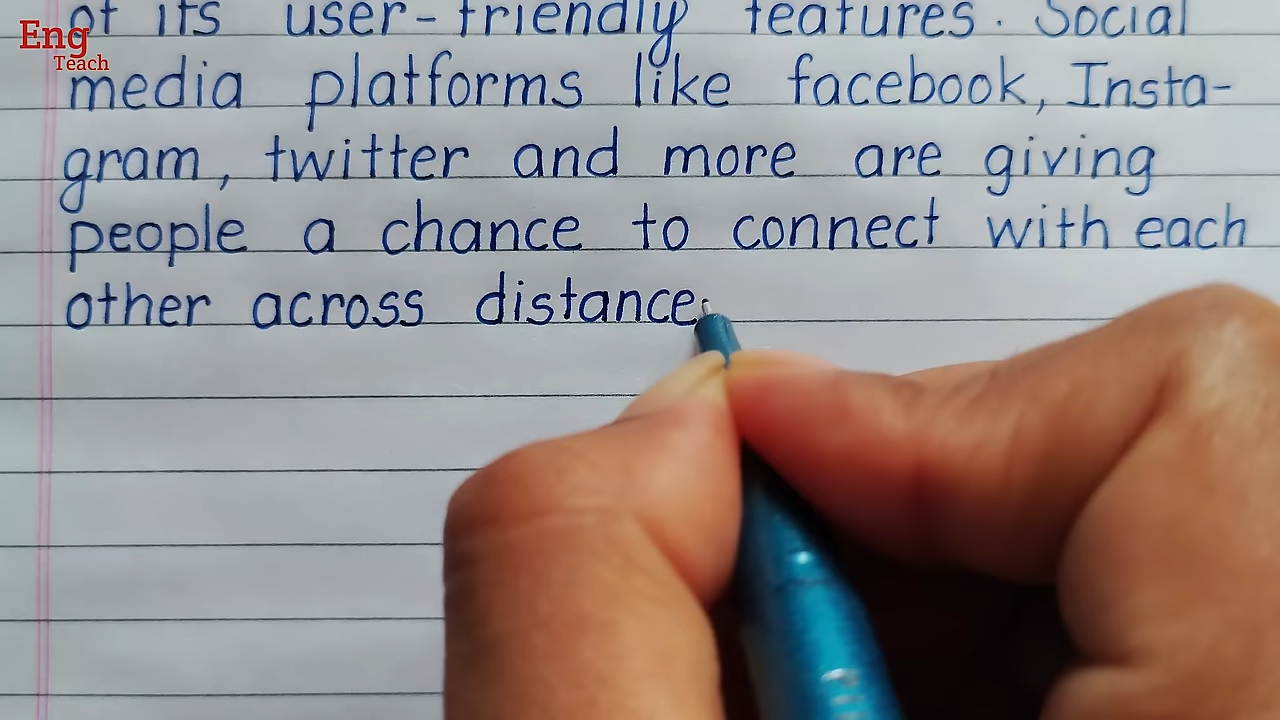 Eng
Teach
of its user-friendly features. Social
media platforms like facebook, Insta-
gram, twitter and more are giving
people a chance to connect with each
other across distance